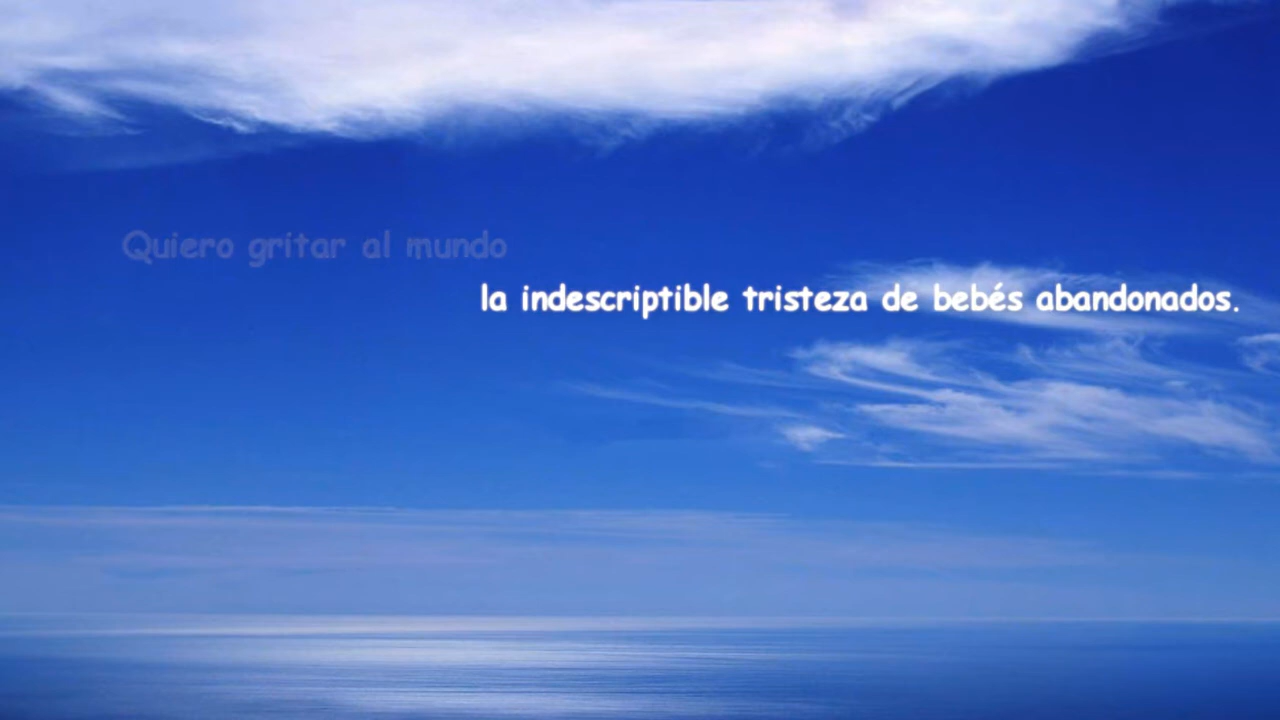 Quiero gritar al mundo
la indescriptible tristeza de bebés abandonados.